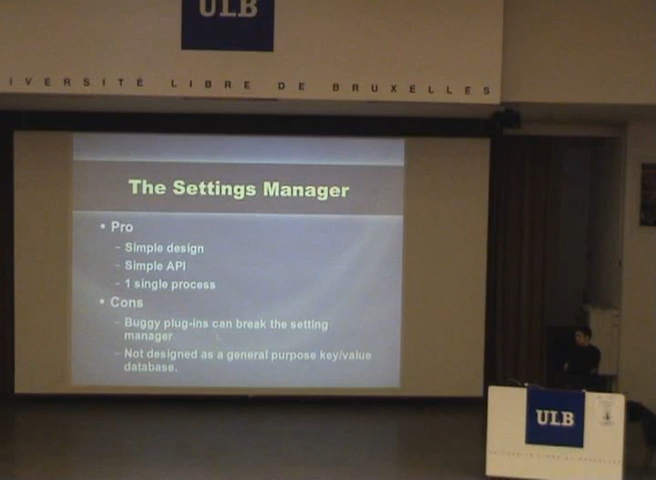 ULB
IVERSITÉ LIBRE DE BRUXELLES
The Settings Manager
• Pro
– Simple design
– Simple API
– 1 single process
• Cons
– Buggy plug-ins can break the setting
manager
– Not designed as a general purpose key/value
database.
ULB